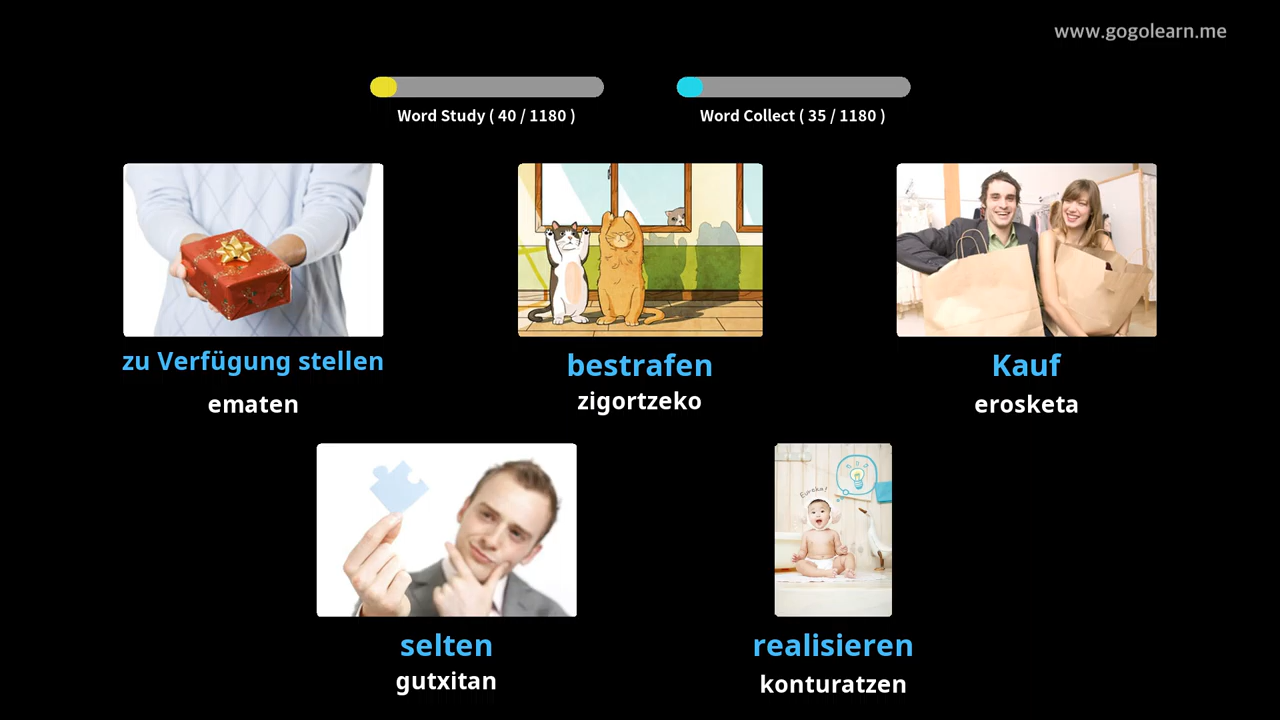 www.gogolearn.me
Word Study ( 40 / 1180 )
Word Collect ( 35 / 1180 )
zu Verfügung stellen
ematen
bestrafen
zigortzeko
Kauf
erosketa
Eureka!
selten
gutxitan
realisieren
konturatzen